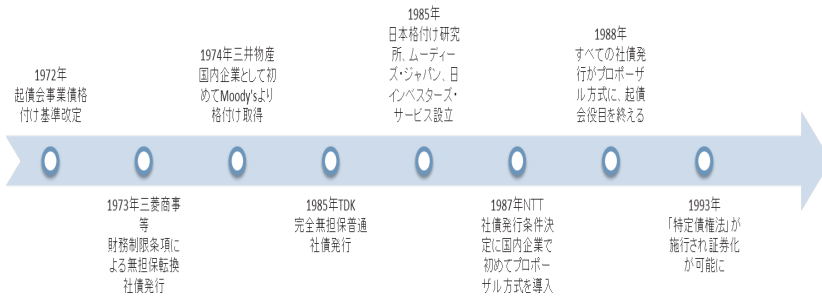 1972年
起債会事業債格
付け基準改定
1973年三菱商事
等
財務制限条項に
よる無担保転換
社債発行
1974年三井物産
国内企業として初
めてMoody'sより
格付け取得
1985年TDK
完全無担保普通
社債発行
1985年
日本格付け研究
所、ムーディー
ズ・ジャパン、日
インベスターズ・
サービス設立
1987年NTT
社債発行条件決
定に国内企業で
初めてプロポー
ザル方式を導入
1988年
すべての社債発
行がプロポーザ
ル方式に、起債
会役目を終える
1993年
「特定債権法」が
施行され証券化
が可能に